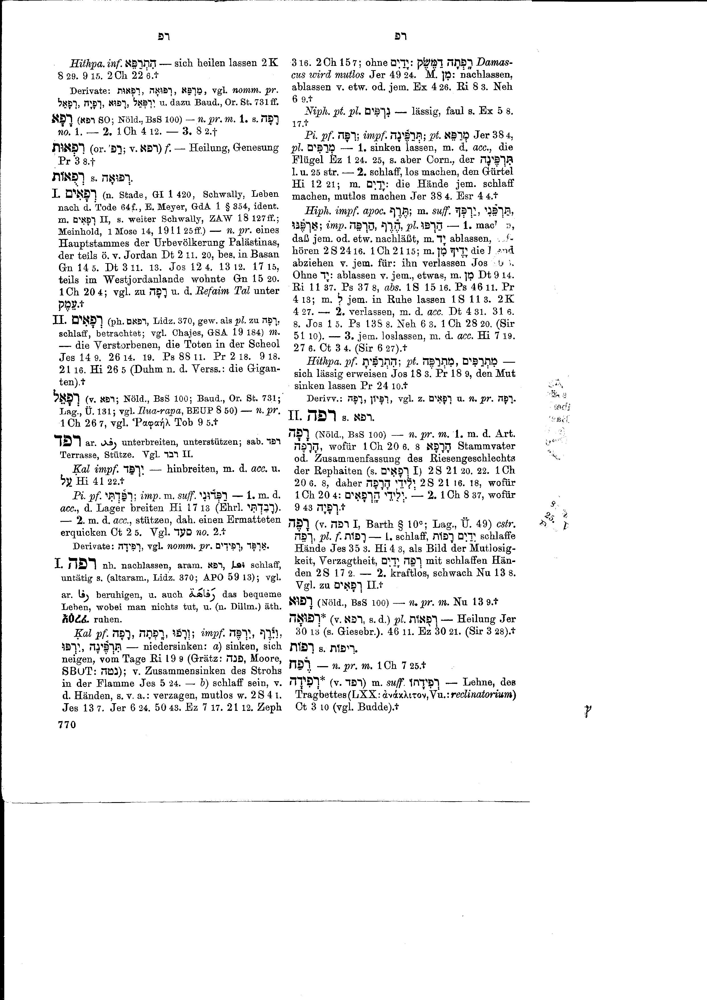 רפ
רפ
Hithpa. inf. הִתְרַפֵּא — sich heilen lassen 2 K
8 29. 9 15. 2 Ch 22 6.†
Derivate: רִפְאוּת, רְפוּאָה, מַרְפֵּא, vgl. nomm. pr.
רְפָאֵל, רְפָיָה, רָפוּא, יִרְפְּאֵל u. dazu Baud., Or. St. 731 ff.
רָפָא (רפא SO; Nöld., BsS 100) — n. pr. m. 1. s. רָפָה
no. 1. — 2. 1 Ch 4 12. — 3. 8 2.†
רִפְאוּת (or. רַפ׳; v. רפא) f. — Heilung, Genesung
Pr 3 8.†
רְפֻאוֹת s. רְפוּאָה.
I. רְפָאִים (n. Stade, GI 1 420, Schwally, Leben
nach d. Tode 64 f., E. Meyer, GdA 1 § 354, ident.
m. רְפָאִים II, s. weiter Schwally, ZAW 18 127 ff.;
Meinhold, 1 Mose 14, 1911 25 ff.) — n. pr. eines
Hauptstammes der Urbevölkerung Palästinas,
der teils ö. v. Jordan Dt 2 11. 20, bes. in Basan
Gn 14 5. Dt 3 11. 13. Jos 12 4. 13 12. 17 15,
teils im Westjordanlande wohnte Gn 15 20.
1 Ch 20 4; vgl. zu רָפָה u. d. Refaim Tal unter
עֵמֶק.†
II. רְפָאִים (ph. רפאם, Lidz. 370, gew. als pl. zu רָפֶה,
schlaff, betrachtet; vgl. Chajes, GSA 19 184) m.
— die Verstorbenen, die Toten in der Scheol
Jes 14 9. 26 14. 19. Ps 88 11. Pr 2 18. 9 18.
21 16. Hi 26 5 (Duhm n. d. Verss.: die Gigan-
ten).†
רְפָאֵל (v. רפא; Nöld., BsS 100; Baud., Or. St. 731;
Lag., Ü. 131; vgl. Ilua-rapa, BEUP 8 50) — n. pr.
1 Ch 26 7, vgl. Ῥαφαήλ Tob 9 5.†
רפד ar. رفد unterbreiten, unterstützen; sab. רפד
Terrasse, Stütze. Vgl. רבד II.
Ḳal impf. יִרְפַּד — hinbreiten, m. d. acc. u.
עַל Hi 41 22.†
Pi. pf. רִפַּדְתִּי; imp. m. suff. רַפְּדוּנִי — 1. m. d.
acc., d. Lager breiten Hi 17 13 (Ehrl. רָבַדְתִּי).
— 2. m. d. acc., stützen, dah. einen Ermatteten
erquicken Ct 2 5. Vgl. סעד no. 2.†
Derivate: רְפִידָה, vgl. nomm. pr. אַרְפָּד, רְפִידִים.
I. רפה nh. nachlassen, aram. רפא, ܪܦܐ schlaff,
untätig s. (altaram., Lidz. 370; APO 59 13); vgl.
ar. رفا beruhigen, u. auch رَفَاهَة das bequeme
Leben, wobei man nichts tut, u. (n. Dillm.) äth.
ruhen.
Ḳal pf. רָפָה, רָפְתָה, וְרָפוּ; impf. יִרְפֶּה, וַיִּרֶף,
יִרְפּוּ, תִּרְפֶּינָה — niedersinken: a) sinken, sich
neigen, vom Tage Ri 19 9 (Grätz: פנה, Moore,
SBOT: נטה); v. Zusammensinken des Strohs
in der Flamme Jes 5 24. — b) schlaff sein, v.
d. Händen, s. v. a.: verzagen, mutlos w. 2 S 4 1.
Jes 13 7. Jer 6 24. 50 43. Ez 7 17. 21 12. Zeph
770
3 16. 2 Ch 15 7; ohne יָדַיִם: רָפְתָה דַמֶּשֶׂק Damas-
cus wird mutlos Jer 49 24. M. מִן: nachlassen,
ablassen v. etw. od. jem. Ex 4 26. Ri 8 3. Neh
6 9.†
Niph. pt. pl. נִרְפִּים — lässig, faul s. Ex 5 8.
17.†
Pi. pf. רִפָּה; impf. תְּרַפֶּינָה; pt. מְרַפֵּא Jer 38 4,
pl. מְרַפִּים — 1. sinken lassen, m. d. acc., die
Flügel Ez 1 24. 25, s. aber Corn., der תִּרְפֶּינָה
l. u. 25 str. — 2. schlaff, los machen, den Gürtel
Hi 12 21; m. יָדַיִם: die Hände jem. schlaff
machen, mutlos machen Jer 38 4. Esr 4 4.†
Hiph. impf. apoc. תֶּרֶף; m. suff. יַרְפְּךָ, תַּרְפֵּנִי,
אַרְפֶּנּוּ; imp. הַרְפֵּה, הֶרֶף, pl. הַרְפּוּ — 1.
daß jem. od. etw. nachläßt, m. יָד ablassen,
hören 2 S 24 16. 1 Ch 21 15; m. יָדֶיךָ מִן die
abziehen v. jem. für: ihn verlassen Jos
Ohne יָד: ablassen v. jem., etwas, m. מִן Dt 9 14.
Ri 11 37. Ps 37 8, abs. 1 S 15 16. Ps 46 11. Pr
4 13; m. לְ jem. in Ruhe lassen 1 S 11 3. 2 K
4 27. — 2. verlassen, m. d. acc. Dt 4 31. 31 6.
8. Jos 1 5. Ps 138 8. Neh 6 3. 1 Ch 28 20. (Sir
51 10). — 3. jem. loslassen, m. d. acc. Hi 7 19.
27 6. Ct 3 4. (Sir 6 27).†
Hithpa. pf. הִתְרַפִּיתָ; pt. מִתְרַפֶּה, מִתְרַפִּים —
sich lässig erweisen Jos 18 3. Pr 18 9, den Mut
sinken lassen Pr 24 10.†
Derivv.: רָפֶה, רִפְיוֹן, vgl. z. רְפָאִים u. n. pr. רָפָה.
II. רפה s. רפא.
רָפָה (Nöld., BsS 100) — n. pr. m. 1. m. d. Art.
הָרָפָה, wofür 1 Ch 20 6. 8 הָרָפָא Stammvater
od. Zusammenfassung des Riesengeschlechts
der Rephaiten (s. רְפָאִים I) 2 S 21 20. 22. 1 Ch
20 6. 8, daher יְלִידֵי הָרָפָה 2 S 21 16. 18, wofür
1 Ch 20 4: יְלִידֵי הָרְפָאִים. — 2. 1 Ch 8 37, wofür
9 43 רְפָיָה.†
רָפֶה (v. רפה I, Barth § 10ᶜ; Lag., Ü. 49) cstr.
רְפֵה, pl. f. רָפוֹת — 1. schlaff, יָדַיִם רָפוֹת schlaffe
Hände Jes 35 3. Hi 4 3, als Bild der Mutlosig-
keit, Verzagtheit, רְפֵה יָדַיִם mit schlaffen Hän-
den 2 S 17 2. — 2. kraftlos, schwach Nu 13 8.
Vgl. zu רְפָאִים II.†
רָפוּא (Nöld., BsS 100) — n. pr. m. Nu 13 9.†
רְפוּאָה* (v. רפא, s. d.) pl. רְפֻאוֹת — Heilung Jer
30 13 (s. Giesebr.). 46 11. Ez 30 21. (Sir 3 28).†
רִפוֹת s. רִיפוֹת.
רֶפַח — n. pr. m. 1 Ch 7 25.†
רְפִידָה* (v. רפד) m. suff. רְפִידָתוֹ — Lehne, des
Tragbettes (LXX: ἀνάκλιτον, Vu.: reclinatorium)
Ct 3 10 (vgl. Budde).†